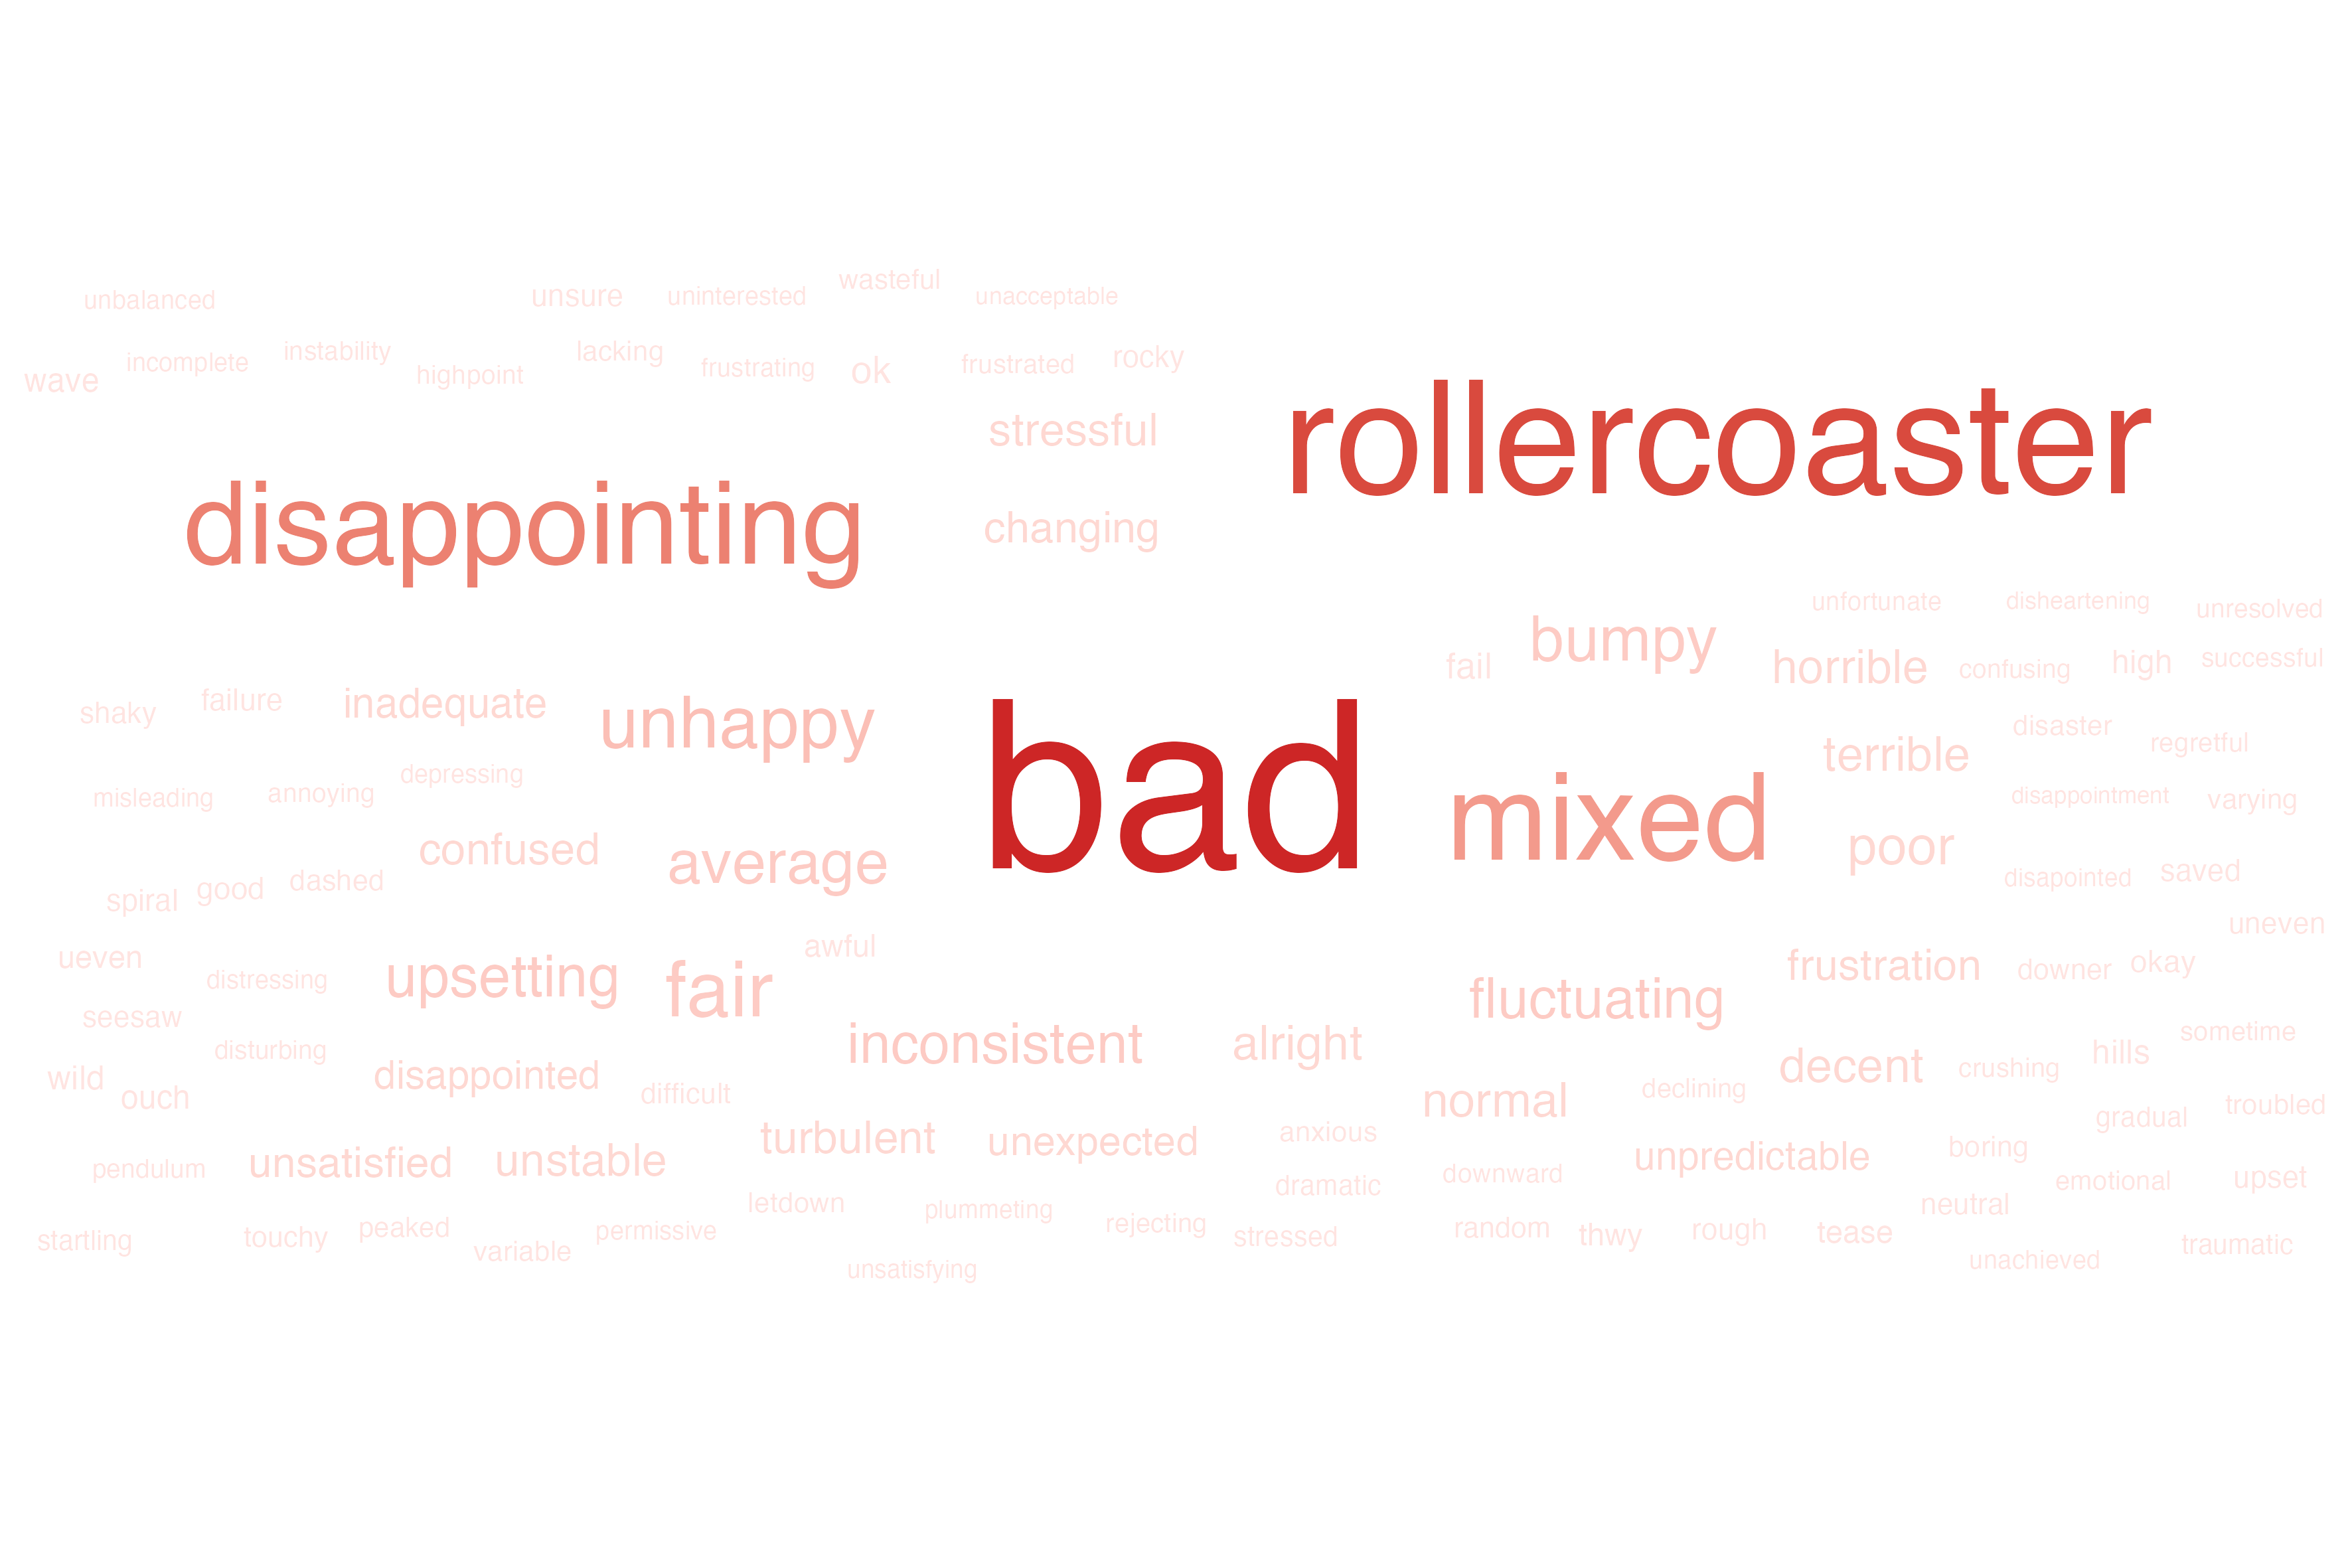 wasteful
unbalanced
unsure
uninterested
unacceptable
wave
incomplete
instability
highpoint
lacking
frustrating
ok
frustrated
rocky
stressful
rollercoaster
disappointing
changing
unfortunate
disheartening
unresolved
bumpy
fail
horrible
confusing
high
successful
shaky
failure
inadequate
unhappy
disaster
regretful
terrible
depressing
misleading
annoying
bad
mixed
disappointment
varying
confused
average
poor
spiral
good
dashed
disapointed
saved
uneven
awful
ueven
distressing
upsetting
fair
frustration
downer
okay
fluctuating
seesaw
inconsistent
alright
sometime
disturbing
wild
ouch
disappointed
difficult
decent
crushing
hills
normal
declining
gradual
troubled
turbulent
unexpected
anxious
pendulum
unsatisfied
unstable
unpredictable
boring
downward
dramatic
emotional
upset
letdown
plummeting
neutral
startling
touchy
peaked
variable
permissive
rejecting
stressed
random
thwy
rough
tease
unsatisfying
unachieved
traumatic